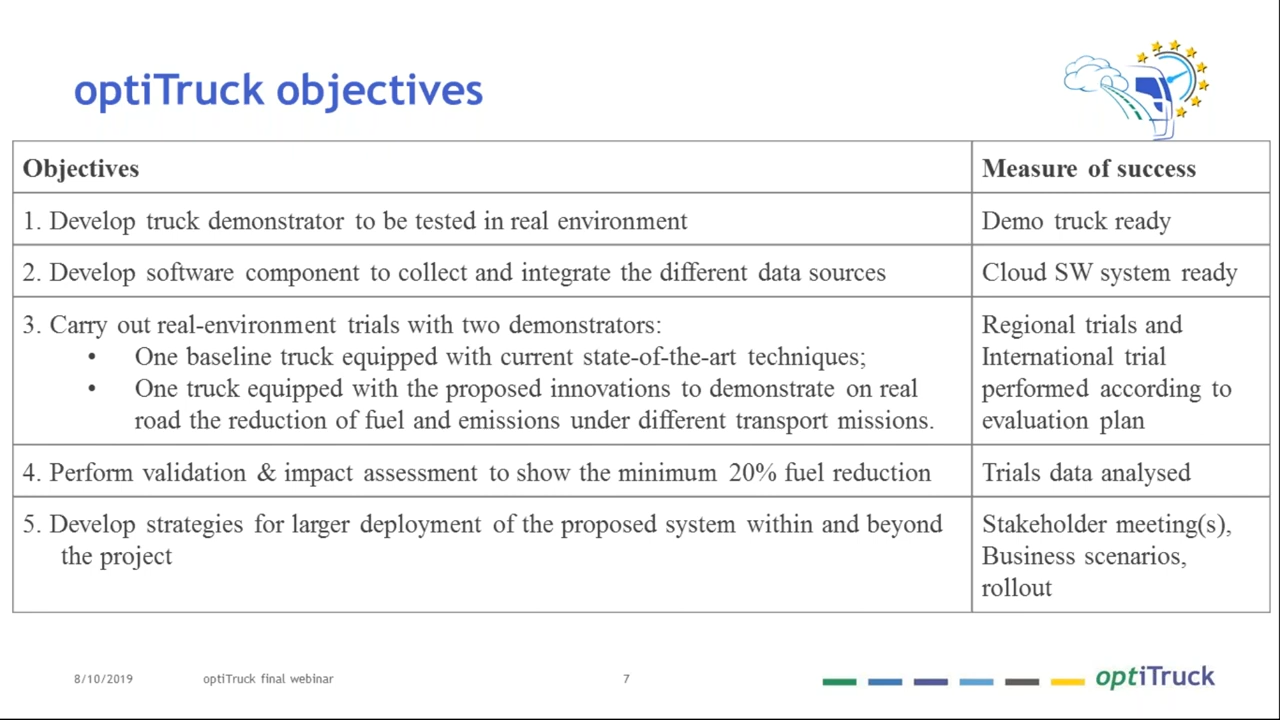 optiTruck objectives
Objectives
Measure of success
1. Develop truck demonstrator to be tested in real environment
Demo truck ready
2. Develop software component to collect and integrate the different data sources
Cloud SW system ready
3. Carry out real-environment trials with two demonstrators:
• One baseline truck equipped with current state-of-the-art techniques;
• One truck equipped with the proposed innovations to demonstrate on real
road the reduction of fuel and emissions under different transport missions.
Regional trials and
International trial
performed according to
evaluation plan
4. Perform validation & impact assessment to show the minimum 20% fuel reduction
Trials data analysed
5. Develop strategies for larger deployment of the proposed system within and beyond
the project
Stakeholder meeting(s),
Business scenarios,
rollout
8/10/2019
optiTruck final webinar
7
optiTruck